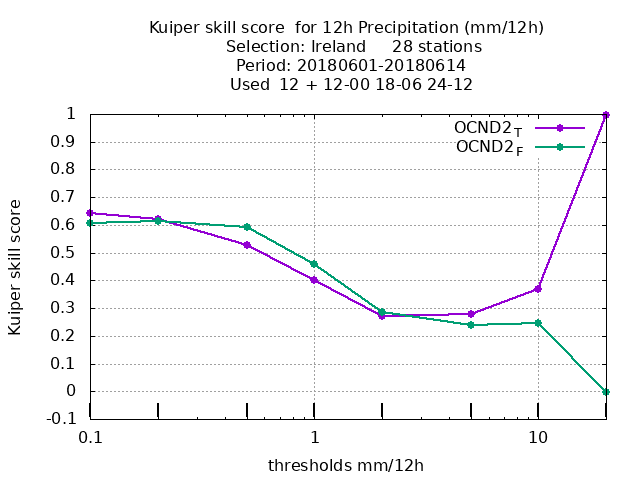 Kuiper skill score  for 12h Precipitation (mm/12h)
Selection: Ireland     28 stations
Period: 20180601-20180614
Used  12 + 12-00 18-06 24-12
OCND2T
OCND2F
1
0.9
0.8
0.7
0.6
0.5
0.4
0.3
0.2
0.1
0
-0.1
Kuiper skill score
0.1 1 10
thresholds mm/12h